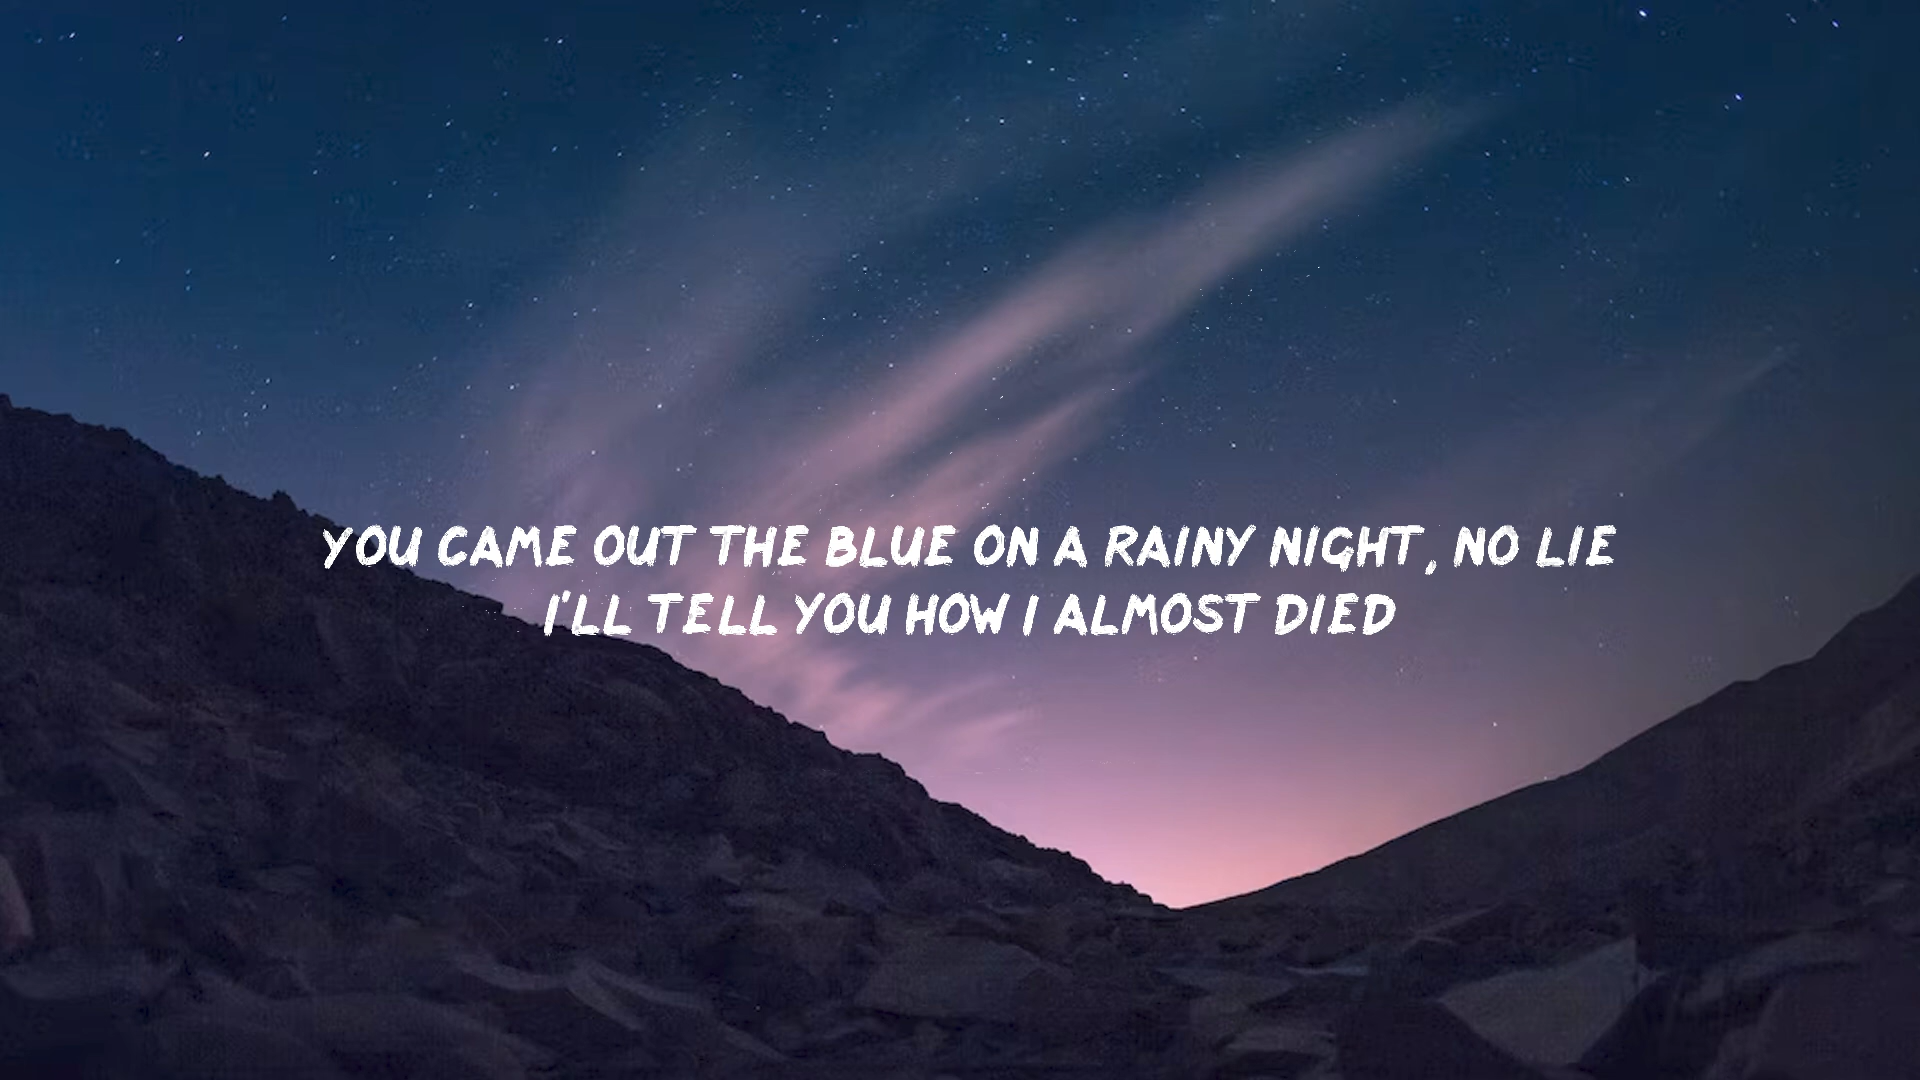 YOU CAME OUT THE BLUE ON A RAINY NIGHT, NO LIE
I'LL TELL YOU HOW I ALMOST DIED